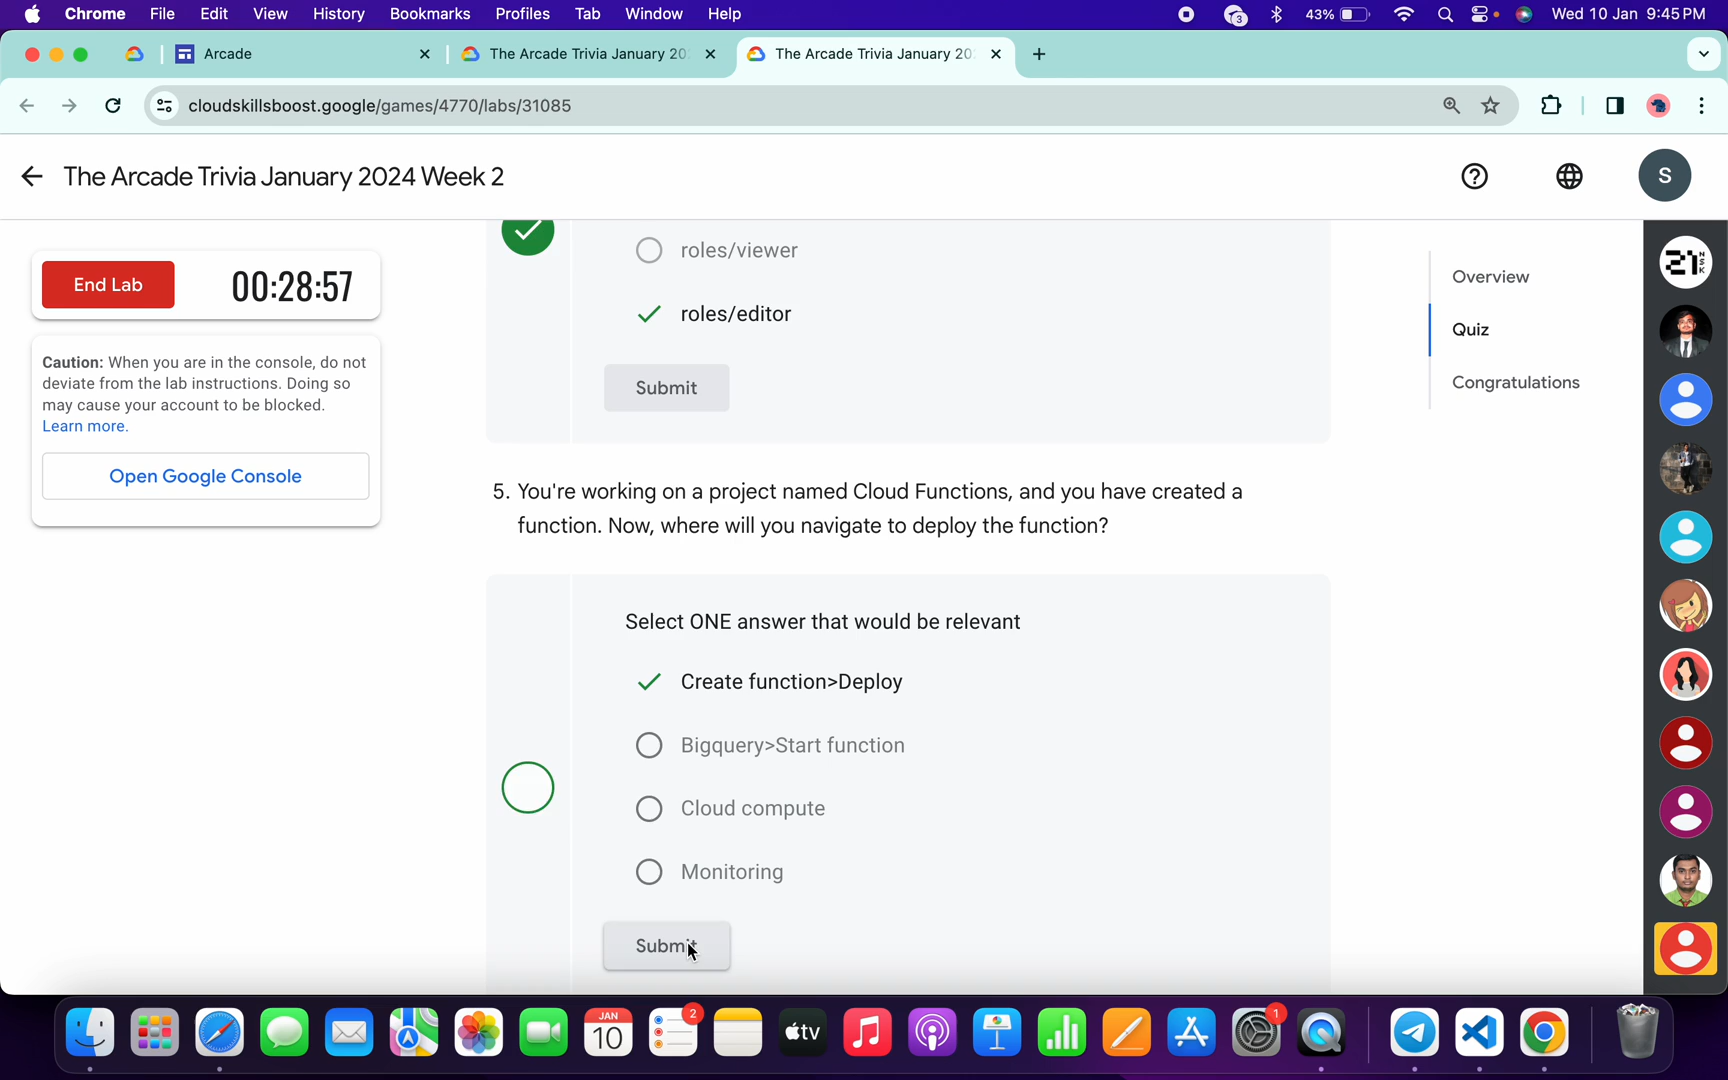 Chrome File Edit View History Bookmarks Profiles Tab Window Help
3 43% Wed 10 Jan 9:45 PM
Arcade
The Arcade Trivia January 20
The Arcade Trivia January 20
cloudskillsboost.google/games/4770/labs/31085
The Arcade Trivia January 2024 Week 2
S
End Lab 00:28:57
Caution: When you are in the console, do not
deviate from the lab instructions. Doing so
may cause your account to be blocked.
Learn more.
Open Google Console
roles/viewer
roles/editor
Submit
5. You're working on a project named Cloud Functions, and you have created a
function. Now, where will you navigate to deploy the function?
Select ONE answer that would be relevant
Create function>Deploy
Bigquery>Start function
Cloud compute
Monitoring
Submit
Overview
Quiz
Congratulations
21
NSK
JAN
10
2
tv
1